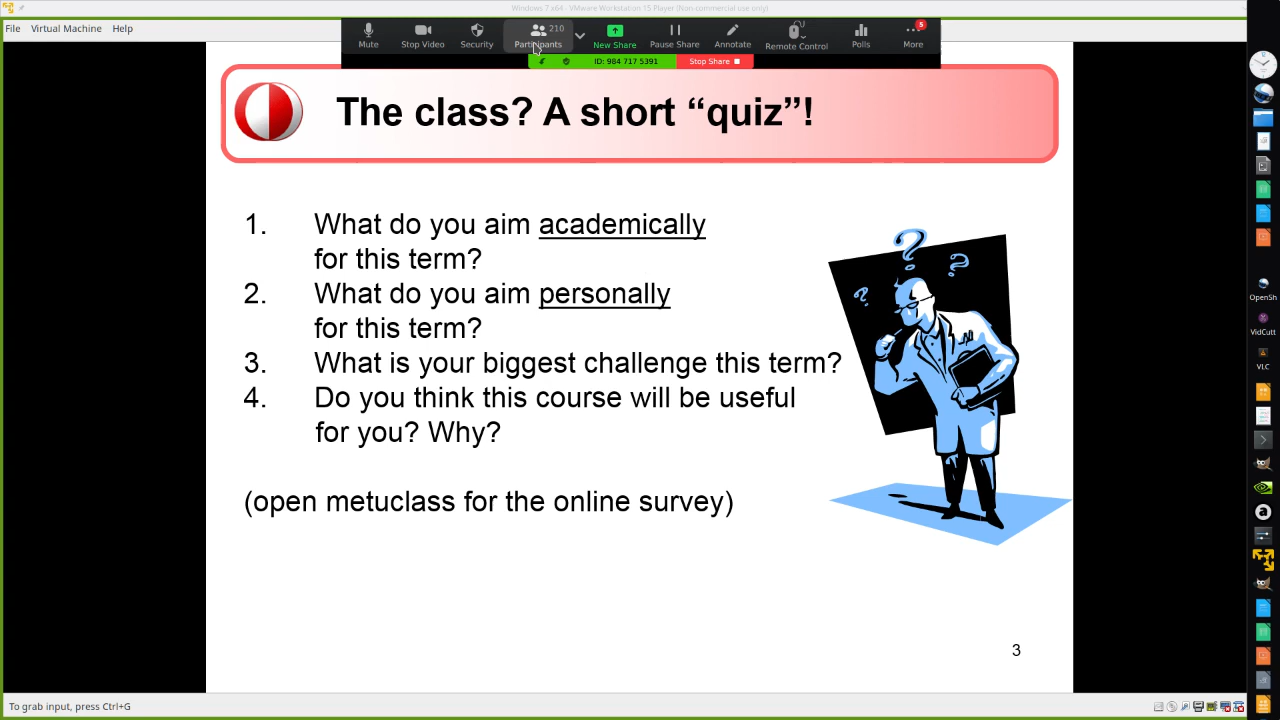 Windows 7 x64 - VMware Workstation 15 Player (Non-commercial use only)
File Virtual Machine Help
210
5
Mute Stop Video Security Participants New Share Pause Share Annotate Remote Control Polls More
ID: 984 717 5391 Stop Share
The class? A short “quiz”!
1. What do you aim academically
for this term?
2. What do you aim personally
for this term?
3. What is your biggest challenge this term?
4. Do you think this course will be useful
for you? Why?
(open metuclass for the online survey)
3
OpenSh
VidCutt
VLC
To grab input, press Ctrl+G